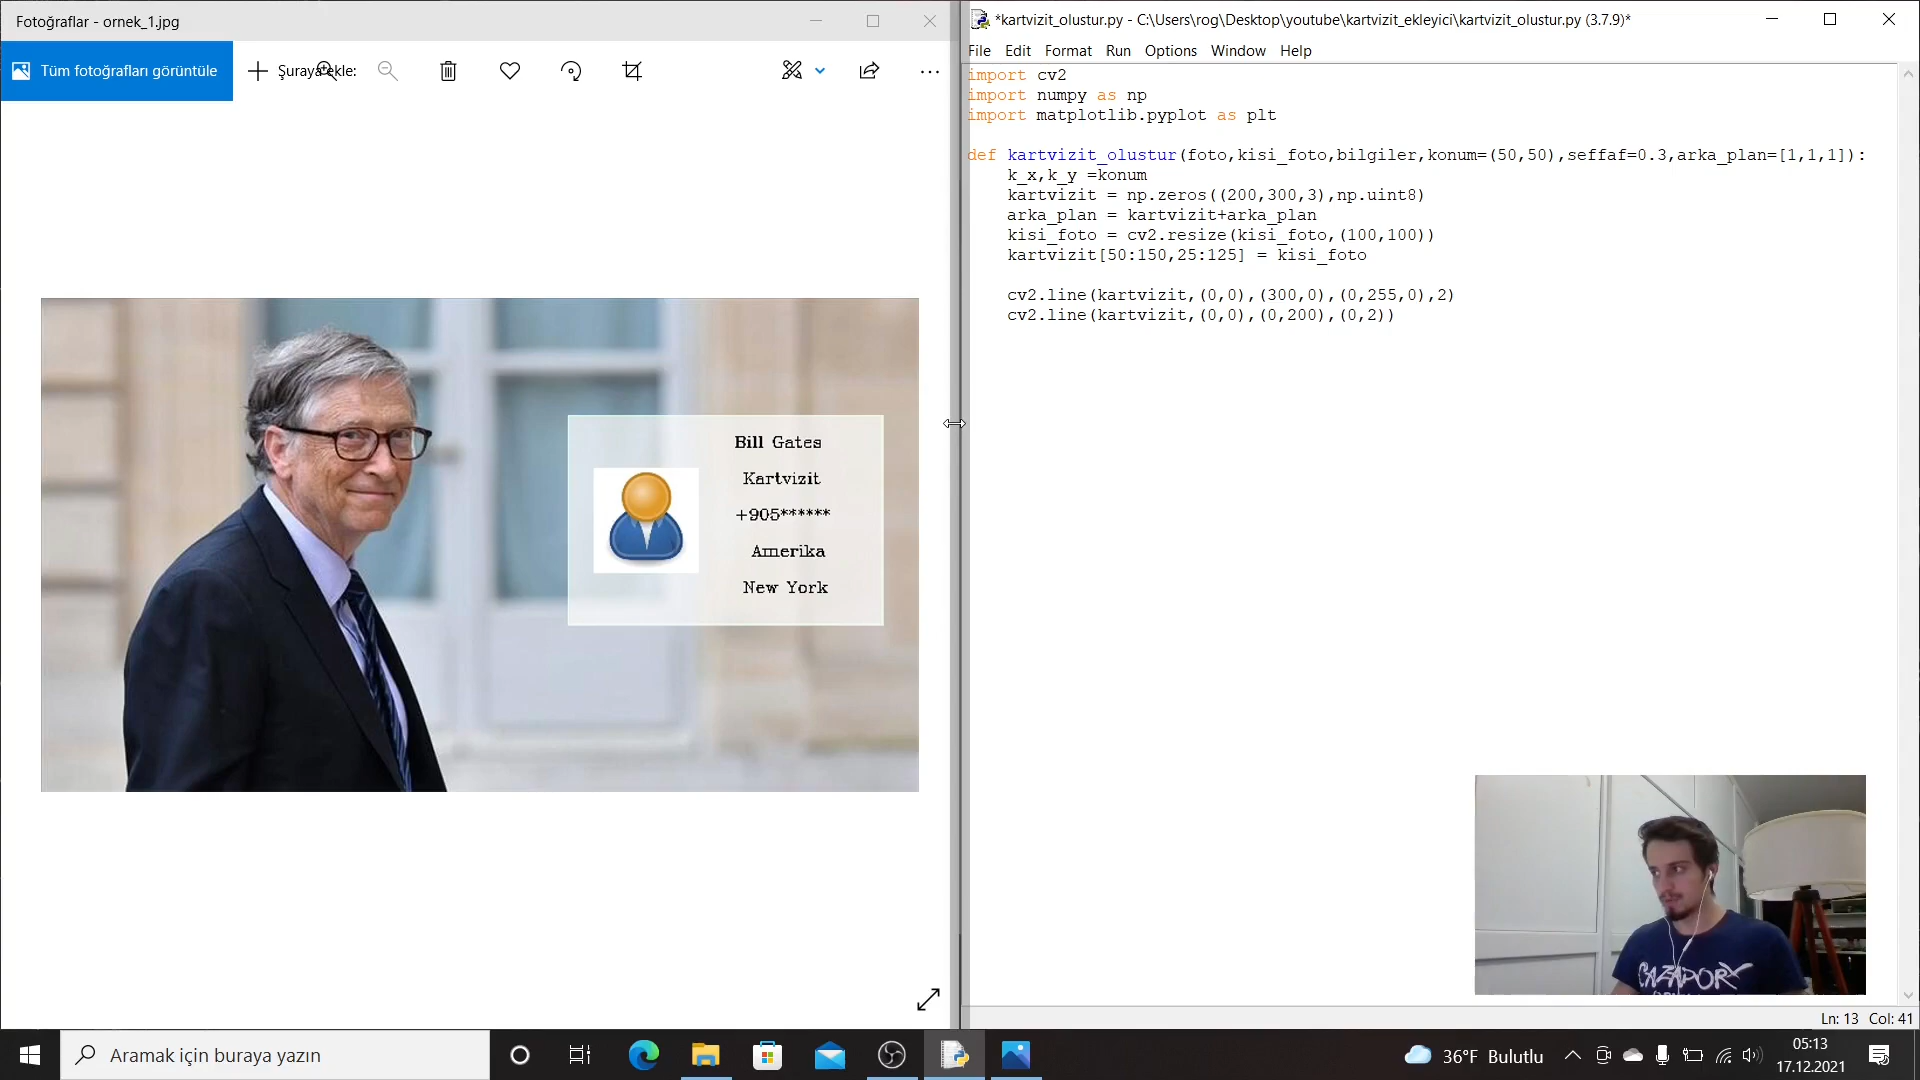 Fotoğraflar - ornek_1.jpg
Tüm fotoğrafları görüntüle
Şuraya ekle:
Bill Gates
Kartvizit
+905******
Amerika
New York
*kartvizit_olustur.py - C:\Users\rog\Desktop\youtube\kartvizit_ekleyici\kartvizit_olustur.py (3.7.9)*
File Edit Format Run Options Window Help
import cv2
import numpy as np
import matplotlib.pyplot as plt
def kartvizit_olustur(foto,kisi_foto,bilgiler,konum=(50,50),seffaf=0.3,arka_plan=[1,1,1]):
k_x,k_y =konum
kartvizit = np.zeros((200,300,3),np.uint8)
arka_plan = kartvizit+arka_plan
kisi_foto = cv2.resize(kisi_foto,(100,100))
kartvizit[50:150,25:125] = kisi_foto
cv2.line(kartvizit,(0,0),(300,0),(0,255,0),2)
cv2.line(kartvizit,(0,0),(0,200),(0,2))
CAZADORX
Ln: 13 Col: 41
Aramak için buraya yazın
36°F Bulutlu
05:13
17.12.2021